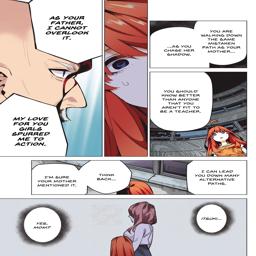 YOU ARE
WALKING DOWN
THE SAME
MISTAKEN
PATH AS YOUR
MOTHER...
...AS YOU
CHASE HER
SHADOW.
AS YOUR
FATHER,
I CANNOT
OVERLOOK
IT.
YOU SHOULD
KNOW BETTER
THAN ANYONE
THAT YOU
AREN'T FIT TO
BE A TEACHER.
MY LOVE
FOR YOU
GIRLS
SPURRED
ME TO
ACTION.
I CAN LEAD
YOU DOWN MANY
ALTERNATIVE
PATHS.
THINK
BACK...
I'M SURE
YOUR MOTHER
MENTIONED IT.
ITSUKI...
YES,
MOM?